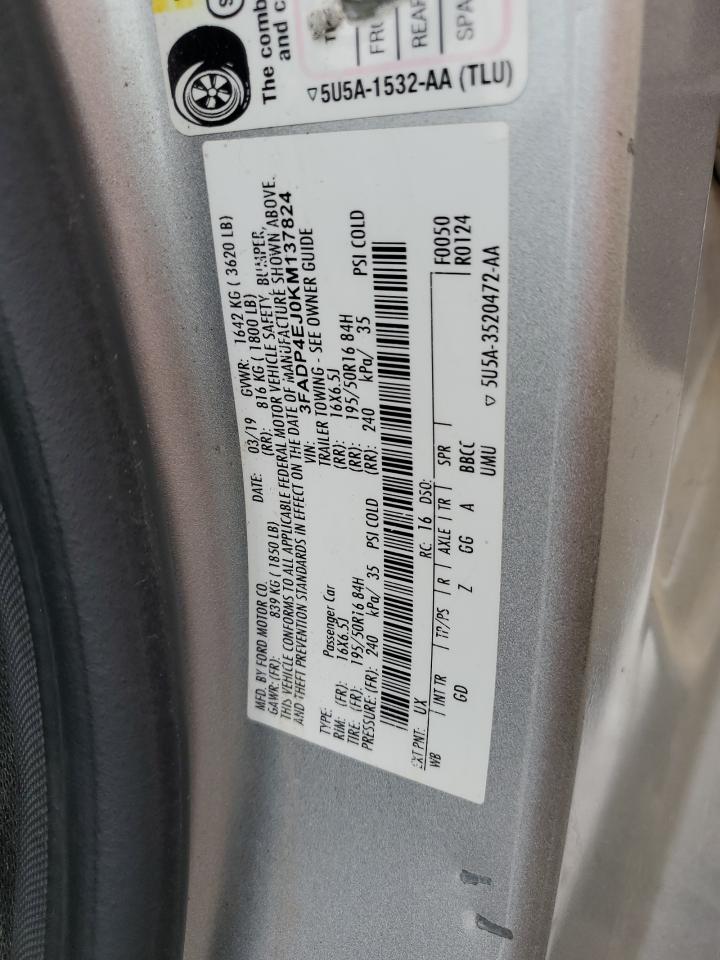 The comb
and c
FR
REAR
SPA
▽5U5A-1532-AA (TLU)
MFD. BY FORD MOTOR CO. DATE: 03/19 GVWR: 1642 KG ( 3620 LB)
GAWR: (FR): 839 KG ( 1850 LB) (RR): 816 KG ( 1800 LB)
THIS VEHICLE CONFORMS TO ALL APPLICABLE FEDERAL MOTOR VEHICLE SAFETY, BUMPER,
AND THEFT PREVENTION STANDARDS IN EFFECT ON THE DATE OF MANUFACTURE SHOWN ABOVE.
VIN: 3FADP4EJ0KM137824
TYPE: Passenger Car TRAILER TOWING - SEE OWNER GUIDE
RIM: (FR): 16X6.5J (RR): 16X6.5J
TIRE: (FR): 195/50R16 84H (RR): 195/50R16 84H
PRESSURE: (FR): 240 kPa/ 35 PSI COLD (RR): 240 kPa/ 35 PSI COLD
EXT PNT: UX RC: 16 DSO: F0050
WB INT TR TP/PS R AXLE TR SPR R0124
GD Z GG A BBCC
UMU
▽ 5U5A-3520472-AA